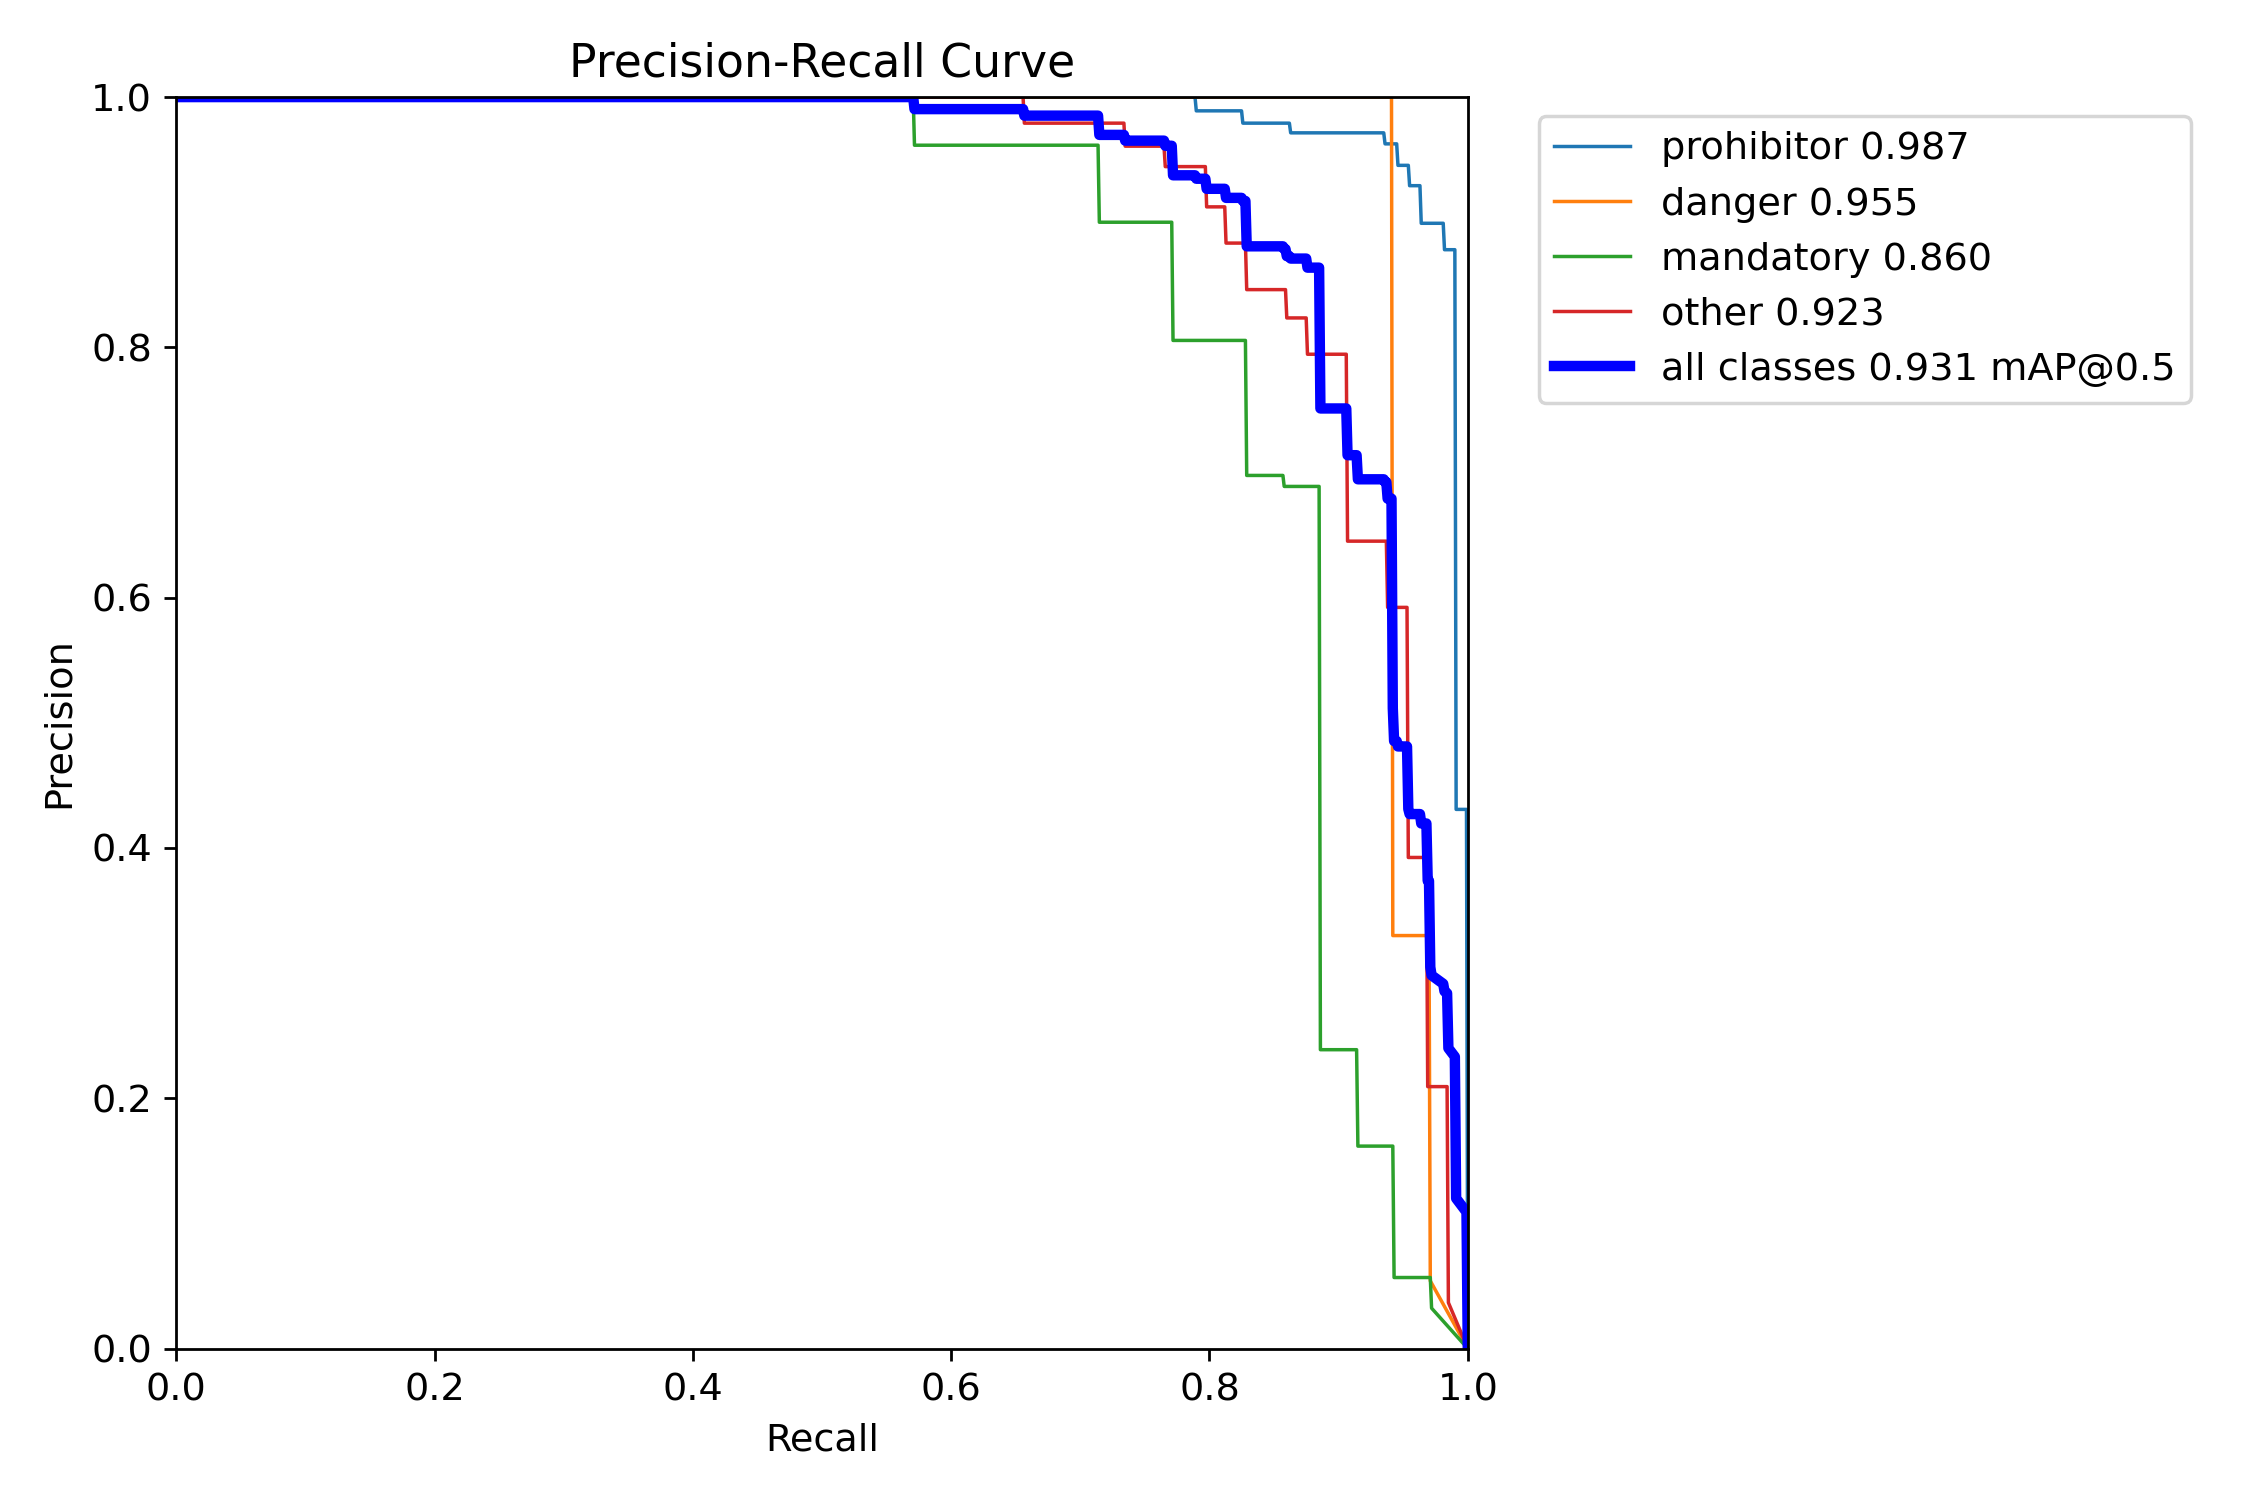 Precision-Recall Curve
1.0
0.8
0.6
0.4
0.2
0.0
Precision
0.0 0.2 0.4 0.6 0.8 1.0
Recall
prohibitor 0.987
danger 0.955
mandatory 0.860
other 0.923
all classes 0.931 mAP@0.5